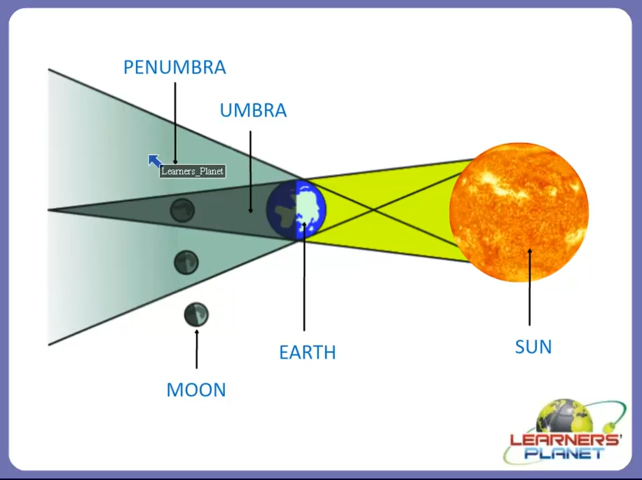 PENUMBRA
UMBRA
Learners_Planet
EARTH
SUN
MOON
LEARNERS'
PLANET